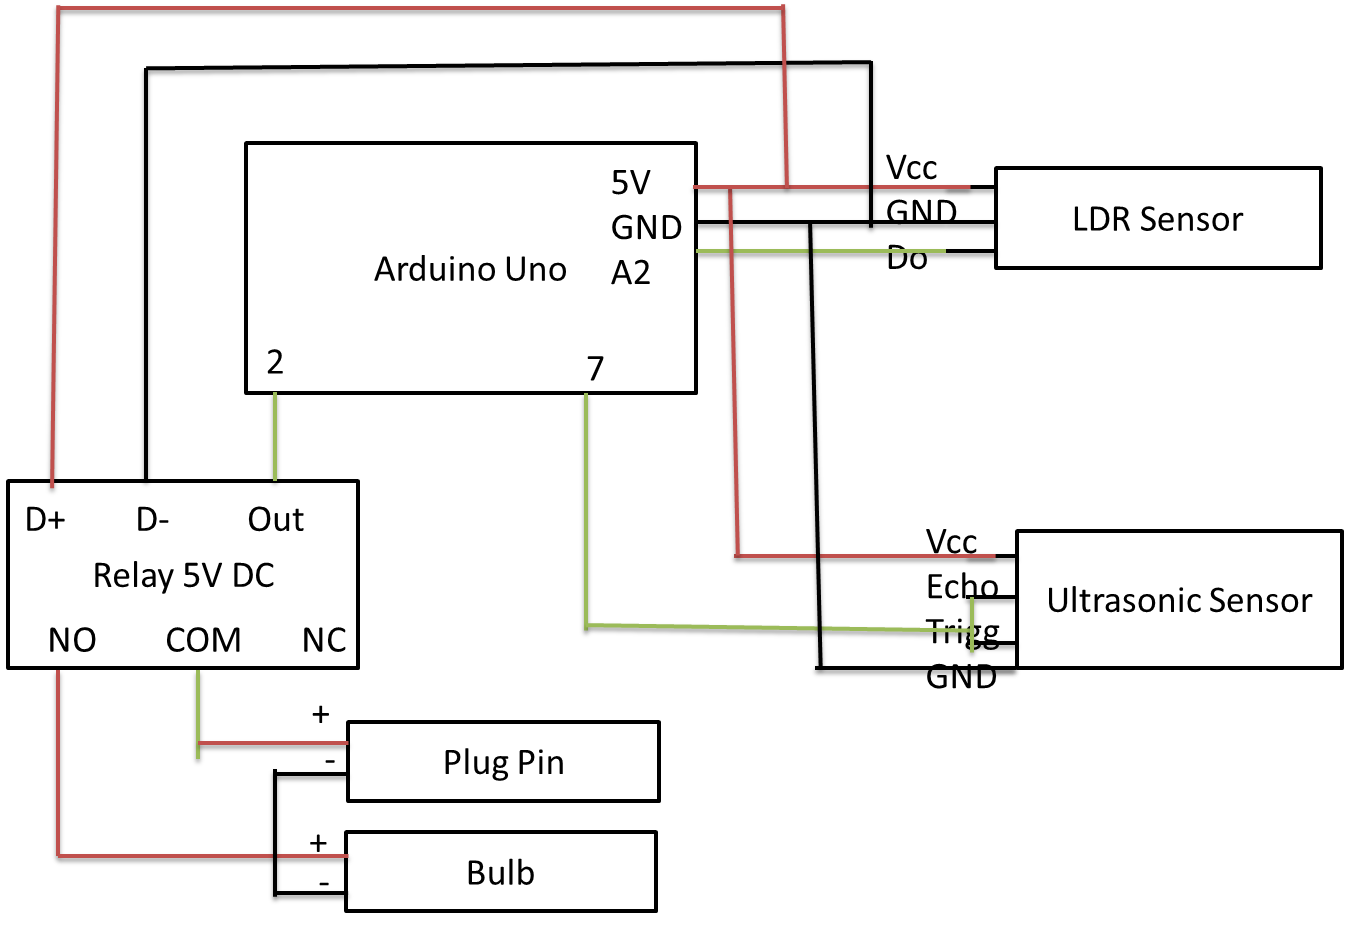 5V
GND
A2
Arduino Uno
2
7
Vcc
GND
Do
LDR Sensor
D+ D- Out
Relay 5V DC
NO COM NC
Vcc
Echo
Trigg
GND
Ultrasonic Sensor
+
-
Plug Pin
+
-
Bulb